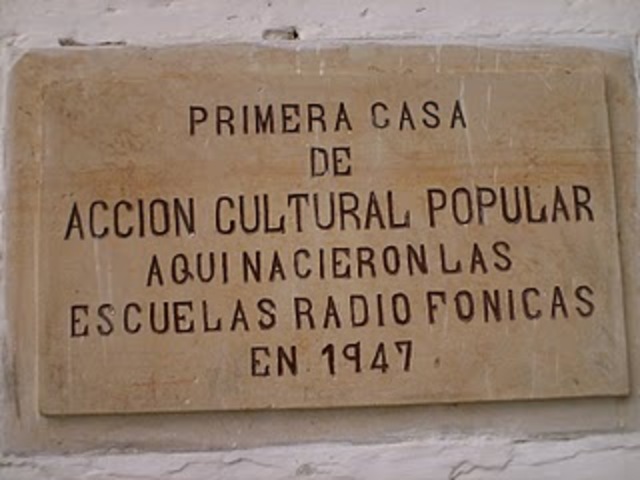 PRIMERA CASA
DE
ACCION CULTURAL POPULAR
AQUI NACIERON LAS
ESCUELAS RADIO FONICAS
EN 1947